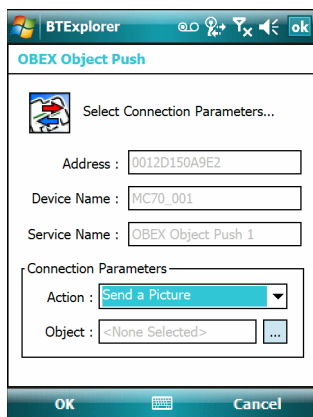 BTExplorer ok
OBEX Object Push
Select Connection Parameters...
Address : 0012D150A9E2
Device Name : MC70_001
Service Name : OBEX Object Push 1
Connection Parameters
Action : Send a Picture
Object : <None Selected> ...
OK Cancel